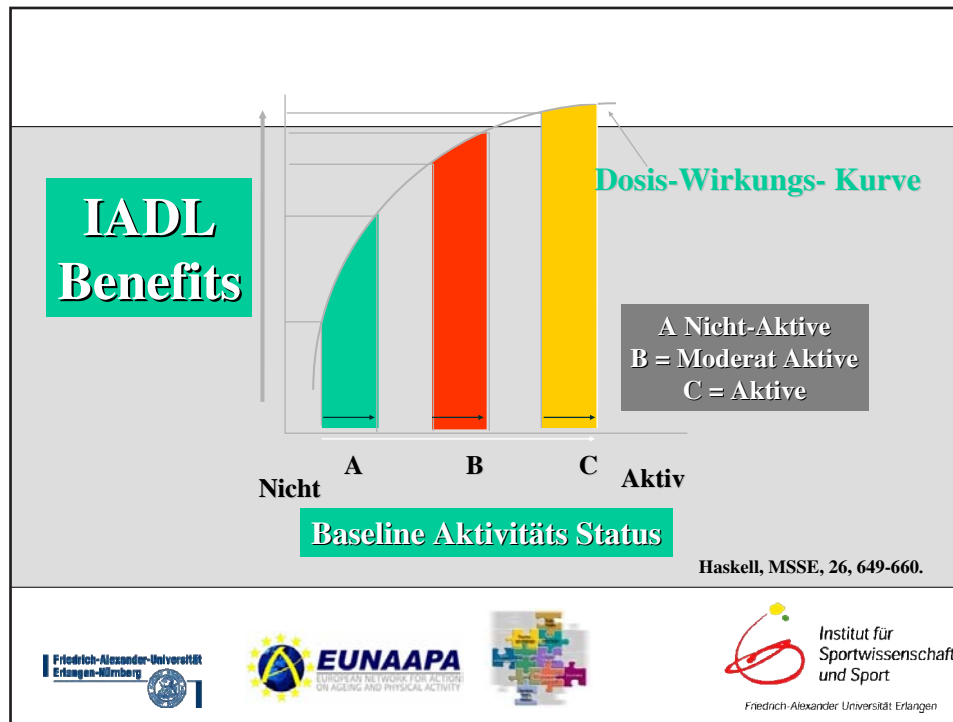 Dosis-Wirkungs- Kurve
IADL
Benefits
A Nicht-Aktive
B = Moderat Aktive
C = Aktive
A
B
C
Nicht
Aktiv
Baseline Aktivitäts Status
Haskell, MSSE, 26, 649-660.
Friedrich-Alexander-Universität
Erlangen-Nürnberg
EUNAAPA
EUROPEAN NETWORK FOR ACTION
ON AGEING AND PHYSICAL ACTIVITY
Institut für
Sportwissenschaft
und Sport
Friedrich-Alexander Universität Erlangen